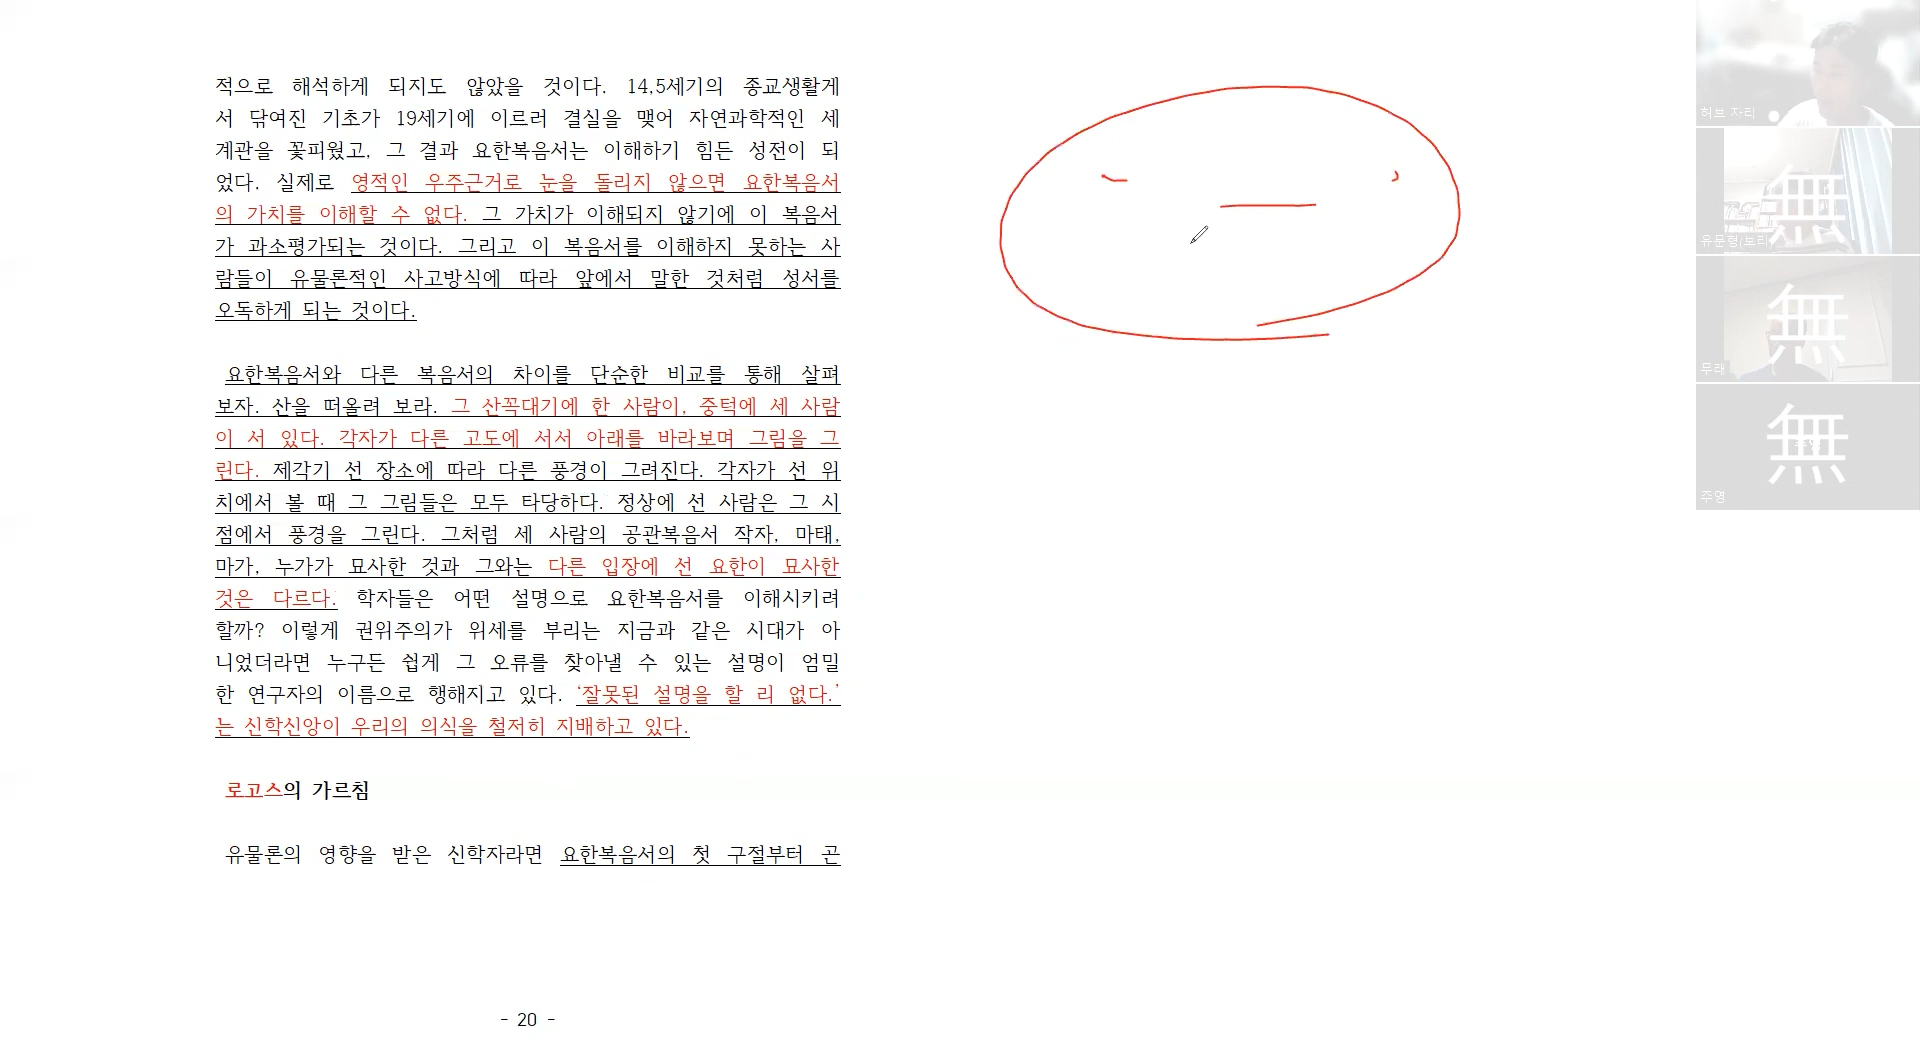 적으로 해석하게 되지도 않았을 것이다. 14,5세기의 종교생활게
서 닦여진 기초가 19세기에 이르러 결실을 맺어 자연과학적인 세
계관을 꽃피웠고, 그 결과 요한복음서는 이해하기 힘든 성전이 되
었다. 실제로 영적인 우주근거로 눈을 돌리지 않으면 요한복음서
의 가치를 이해할 수 없다. 그 가치가 이해되지 않기에 이 복음서
가 과소평가되는 것이다. 그리고 이 복음서를 이해하지 못하는 사
람들이 유물론적인 사고방식에 따라 앞에서 말한 것처럼 성서를
오독하게 되는 것이다.
요한복음서와 다른 복음서의 차이를 단순한 비교를 통해 살펴
보자. 산을 떠올려 보라. 그 산꼭대기에 한 사람이, 중턱에 세 사람
이 서 있다. 각자가 다른 고도에 서서 아래를 바라보며 그림을 그
린다. 제각기 선 장소에 따라 다른 풍경이 그려진다. 각자가 선 위
치에서 볼 때 그 그림들은 모두 타당하다. 정상에 선 사람은 그 시
점에서 풍경을 그린다. 그처럼 세 사람의 공관복음서 작자, 마태,
마가, 누가가 묘사한 것과 그와는 다른 입장에 선 요한이 묘사한
것은 다르다. 학자들은 어떤 설명으로 요한복음서를 이해시키려
할까? 이렇게 권위주의가 위세를 부리는 지금과 같은 시대가 아
니었더라면 누구든 쉽게 그 오류를 찾아낼 수 있는 설명이 엄밀
한 연구자의 이름으로 행해지고 있다. ‘잘못된 설명을 할 리 없다.’
는 신학신앙이 우리의 의식을 철저히 지배하고 있다.
로고스의 가르침
유물론의 영향을 받은 신학자라면 요한복음서의 첫 구절부터 곤
- 20 -
허브 자리
無
유문형(보리)
無
무래
無
주영